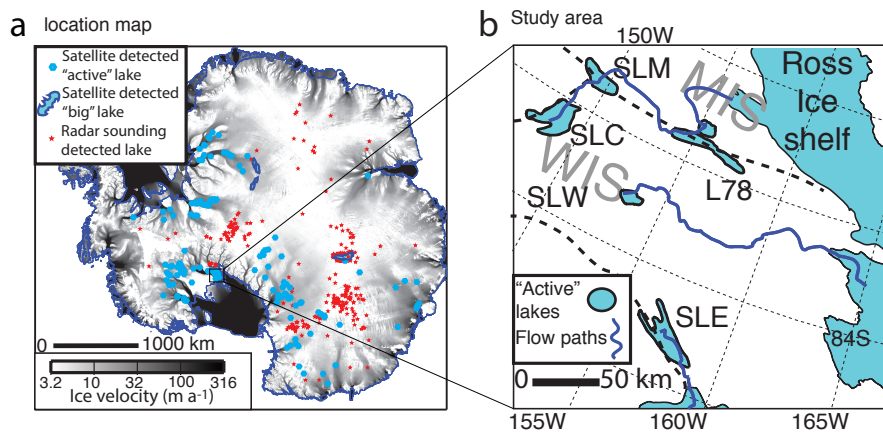 a
location map
Satellite detected
“active” lake
Satellite detected
“big” lake
Radar sounding
detected lake
0 1000 km
3.2 10 32 100 316
Ice velocity (m a⁻¹)
b
Study area
150W
SLM
MIS
Ross
Ice
shelf
SLC
WIS
L78
SLW
“Active”
lakes
Flow paths
SLE
84S
0 50 km
155W 160W 165W